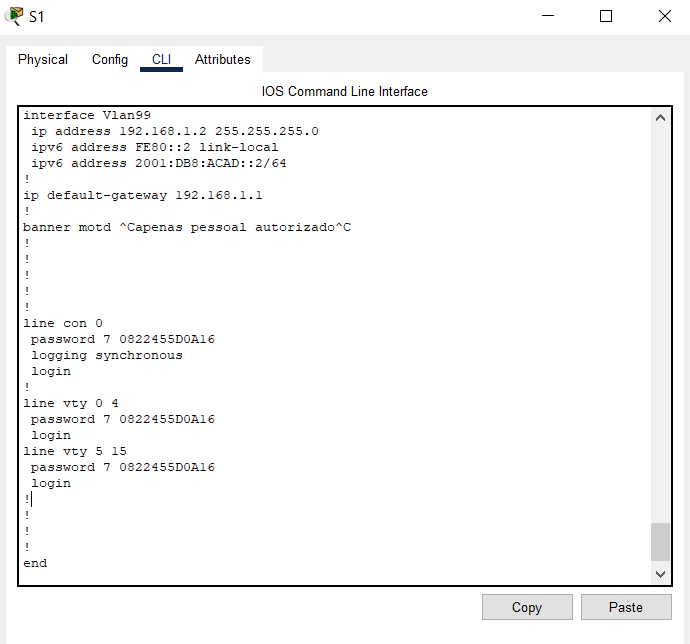 S1
Physical Config CLI Attributes
IOS Command Line Interface
interface Vlan99
 ip address 192.168.1.2 255.255.255.0
 ipv6 address FE80::2 link-local
 ipv6 address 2001:DB8:ACAD::2/64
!
ip default-gateway 192.168.1.1
!
banner motd ^Capenas pessoal autorizado^C
!
!
!
!
!
line con 0
 password 7 0822455D0A16
 logging synchronous
 login
!
line vty 0 4
 password 7 0822455D0A16
 login
line vty 5 15
 password 7 0822455D0A16
 login
!
!
!
!
end
Copy Paste